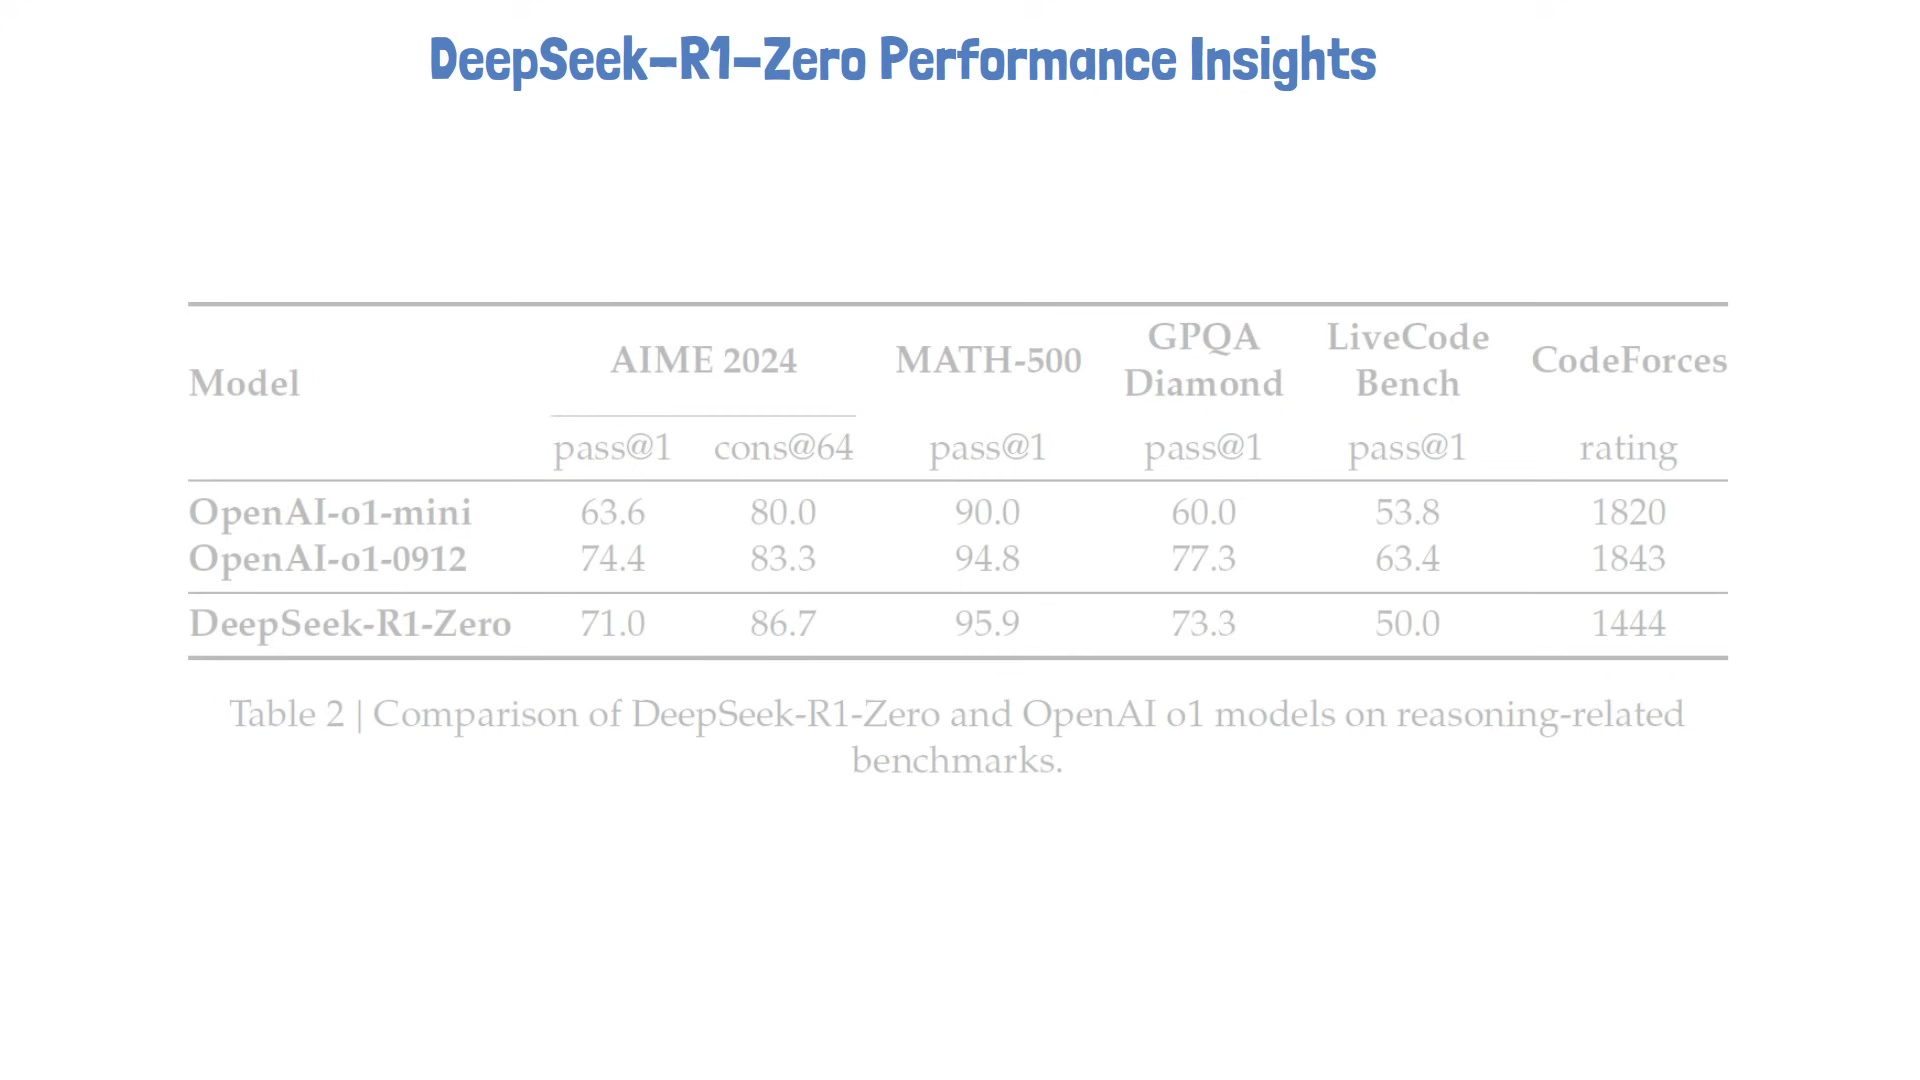 DeepSeek-R1-Zero Performance Insights
Model AIME 2024 MATH-500 GPQA Diamond LiveCode Bench CodeForces
pass@1 cons@64 pass@1 pass@1 pass@1 rating
OpenAI-o1-mini 63.6 80.0 90.0 60.0 53.8 1820
OpenAI-o1-0912 74.4 83.3 94.8 77.3 63.4 1843
DeepSeek-R1-Zero 71.0 86.7 95.9 73.3 50.0 1444
Table 2 | Comparison of DeepSeek-R1-Zero and OpenAI o1 models on reasoning-related
benchmarks.